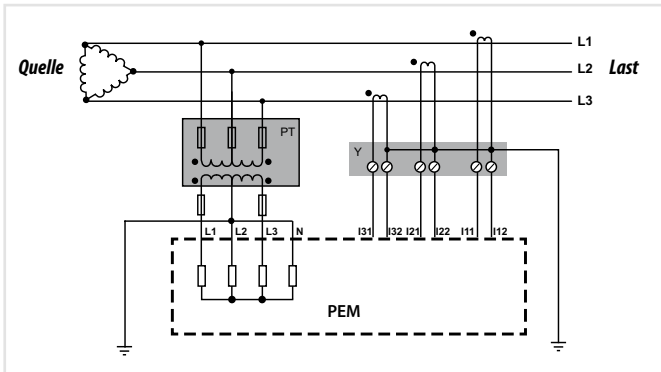 L1
Quelle
L2
Last
L3
PT
Y
L1 L2 L3 N
I31 I32 I21 I22 I11 I12
PEM